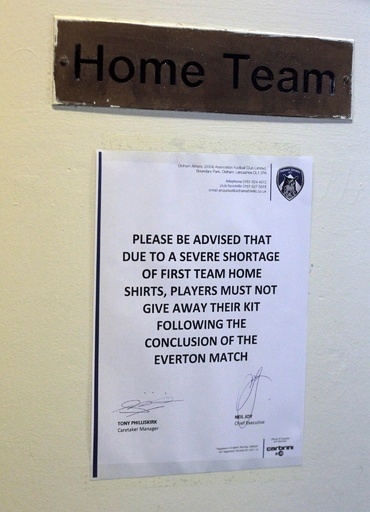 Home Team
Oldham Athletic (2004) Association Football Club Limited,
Boundary Park, Oldham, Lancashire OL1 2PA
PLEASE BE ADVISED THAT
DUE TO A SEVERE SHORTAGE
OF FIRST TEAM HOME
SHIRTS, PLAYERS MUST NOT
GIVE AWAY THEIR KIT
FOLLOWING THE
CONCLUSION OF THE
EVERTON MATCH
TONY PHILLISKIRK
Caretaker Manager
NEIL JOY
Chief Executive
carbrini